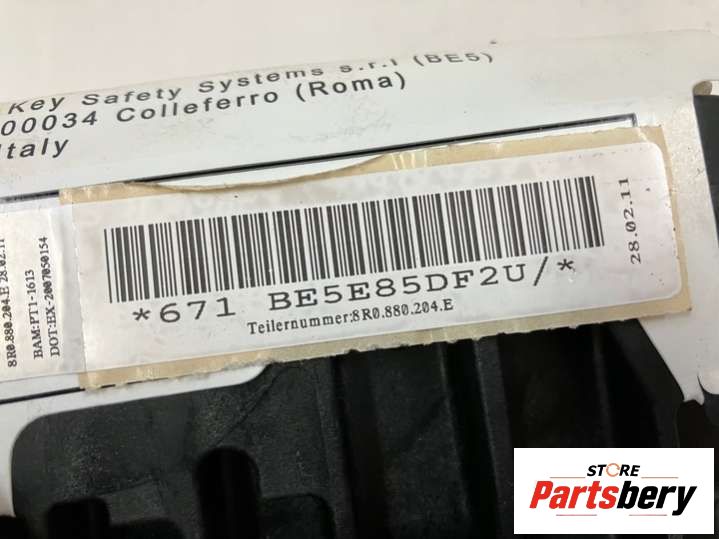 Key Safety Systems s.r.l (BE5)
00034 Colleferro (Roma)
Italy
8R0.880.204.E 28.02.11
BAM:PT1-1613
DOT:EX-2007050154
*671 BE5E85DF2U/*
Teilernummer:8R0.880.204.E
28.02.11
STORE
Partsbery